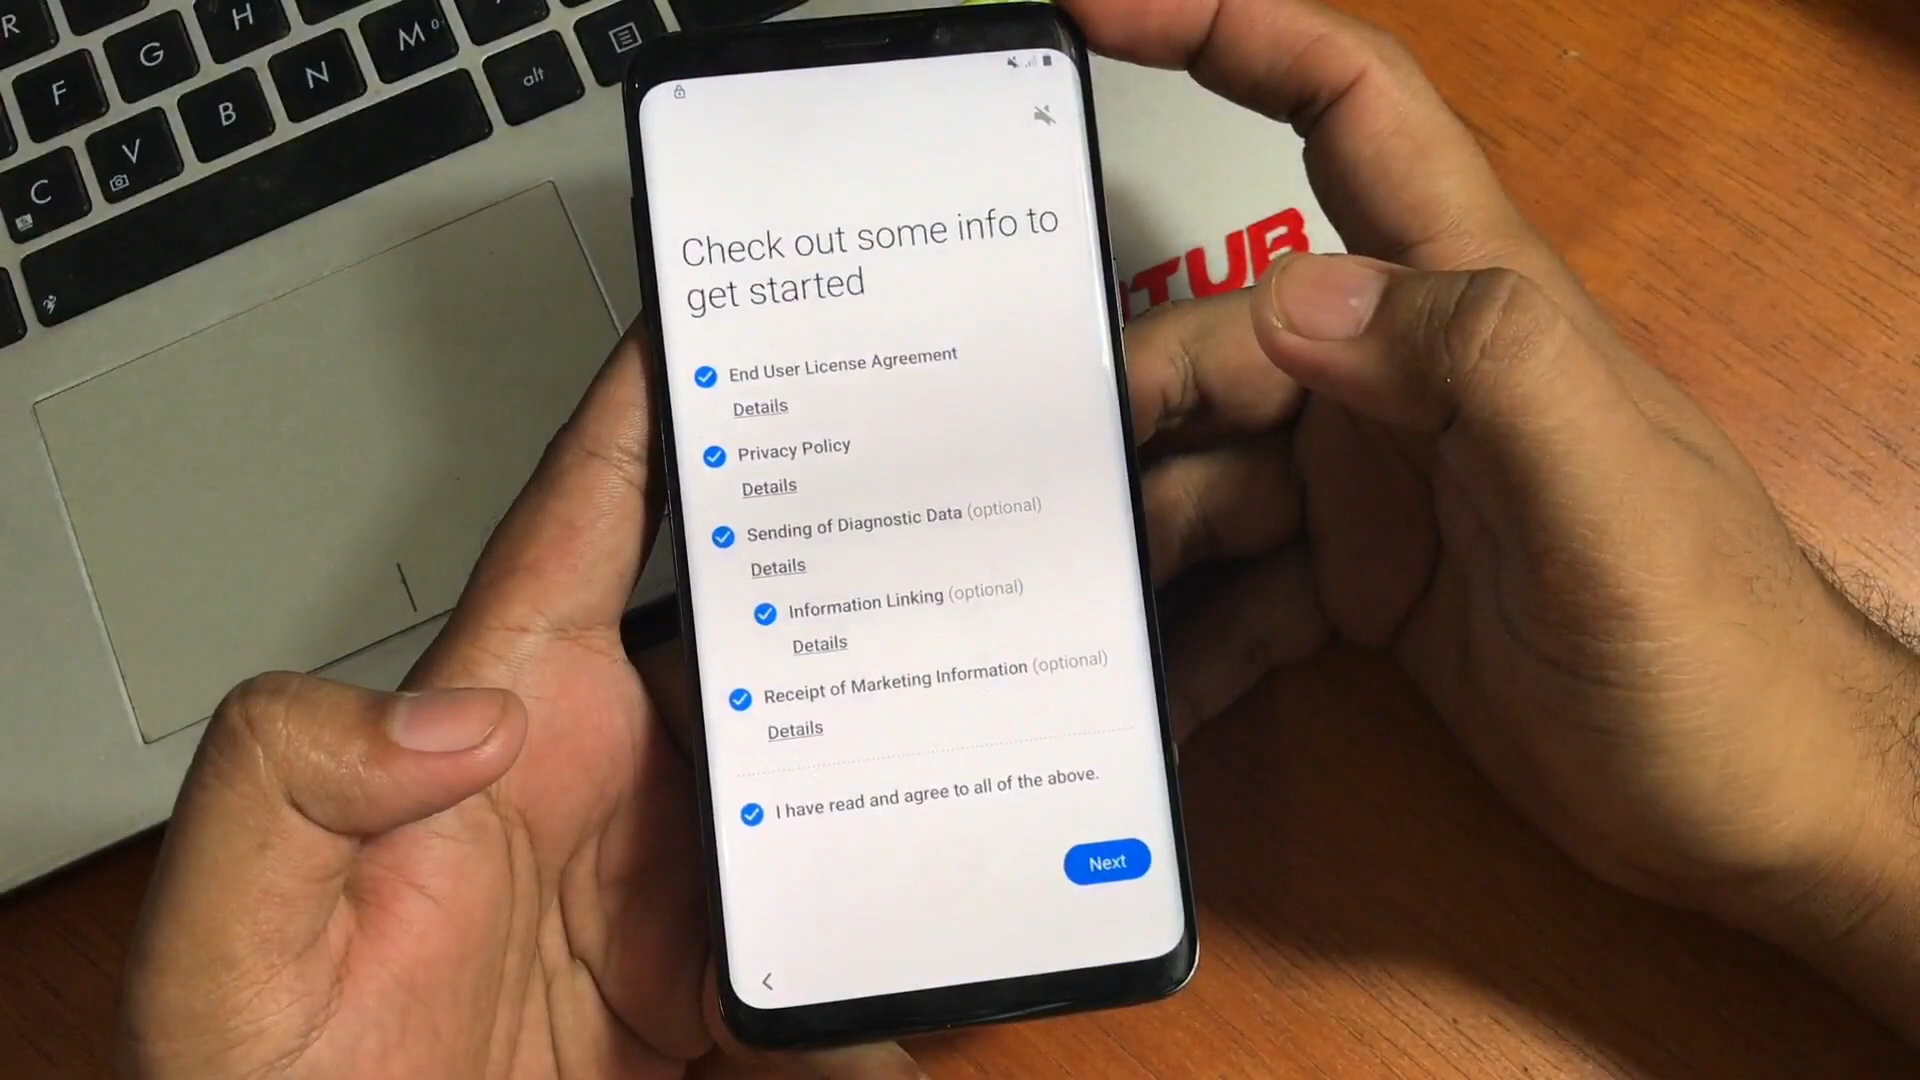 R
H
F
G
M
C
V
B
N
alt
TUB
Check out some info to
get started
End User License Agreement
Details
Privacy Policy
Details
Sending of Diagnostic Data (optional)
Details
Information Linking (optional)
Details
Receipt of Marketing Information (optional)
Details
I have read and agree to all of the above.
Next